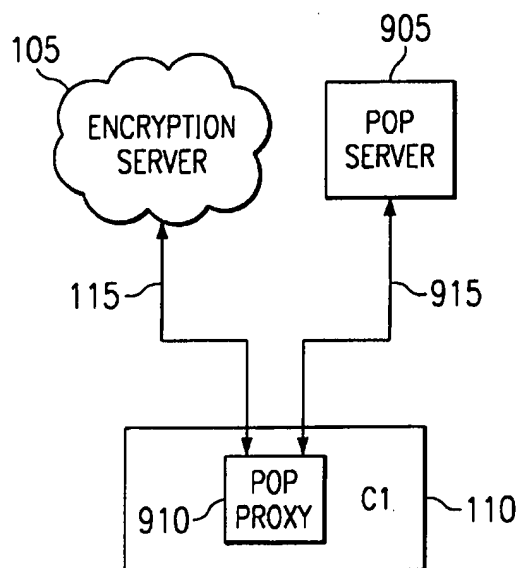 105
ENCRYPTION
SERVER
905
POP
SERVER
115
915
910
POP
PROXY
C1
110